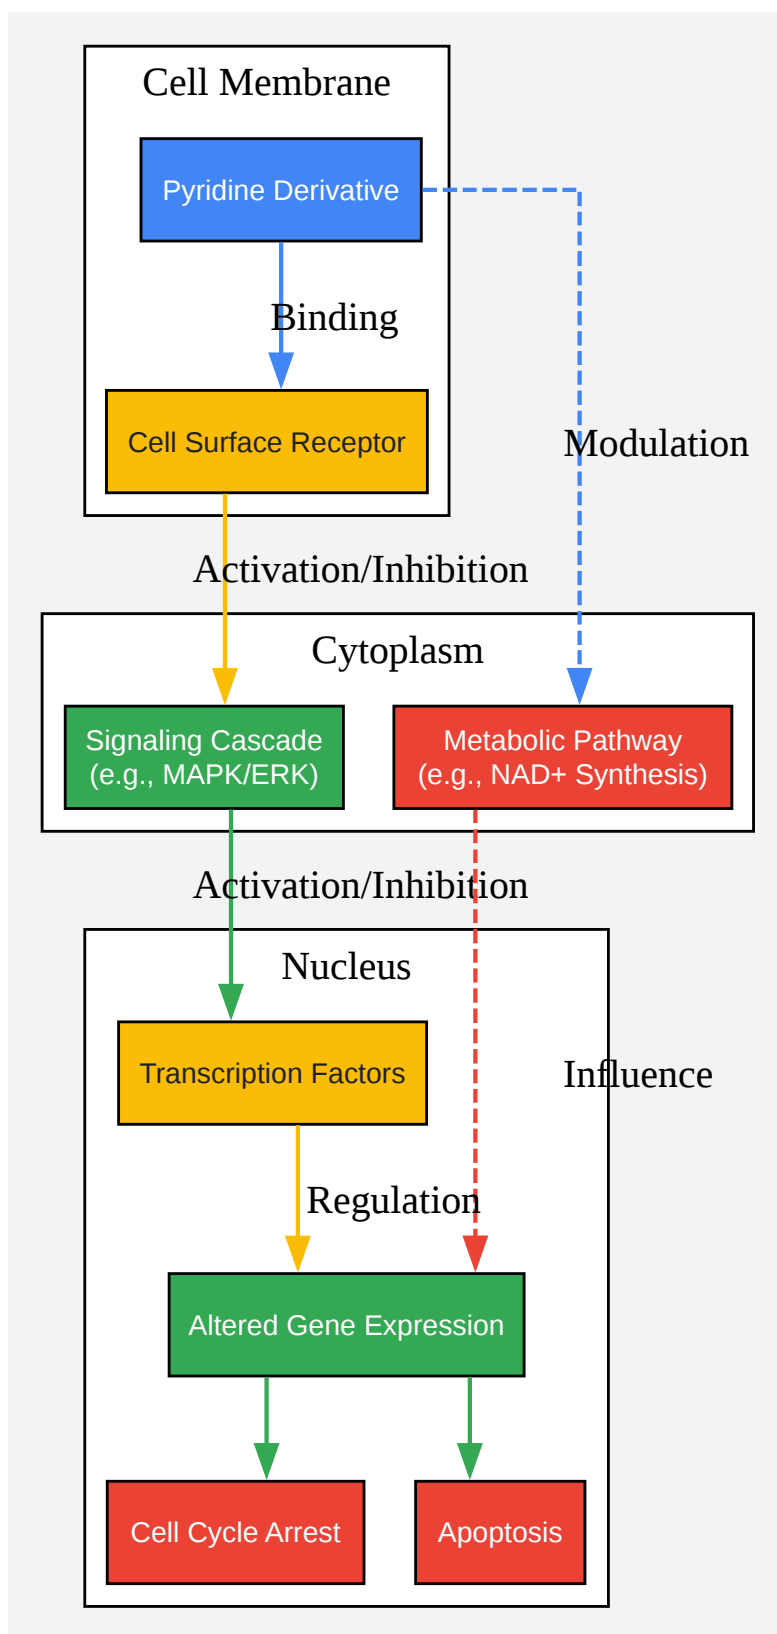 Cell Membrane
Pyridine Derivative
Binding
Cell Surface Receptor
Modulation
Activation/Inhibition
Cytoplasm
Signaling Cascade
(e.g., MAPK/ERK)
Metabolic Pathway
(e.g., NAD+ Synthesis)
Activation/Inhibition
Nucleus
Transcription Factors
Influence
Regulation
Altered Gene Expression
Cell Cycle Arrest
Apoptosis